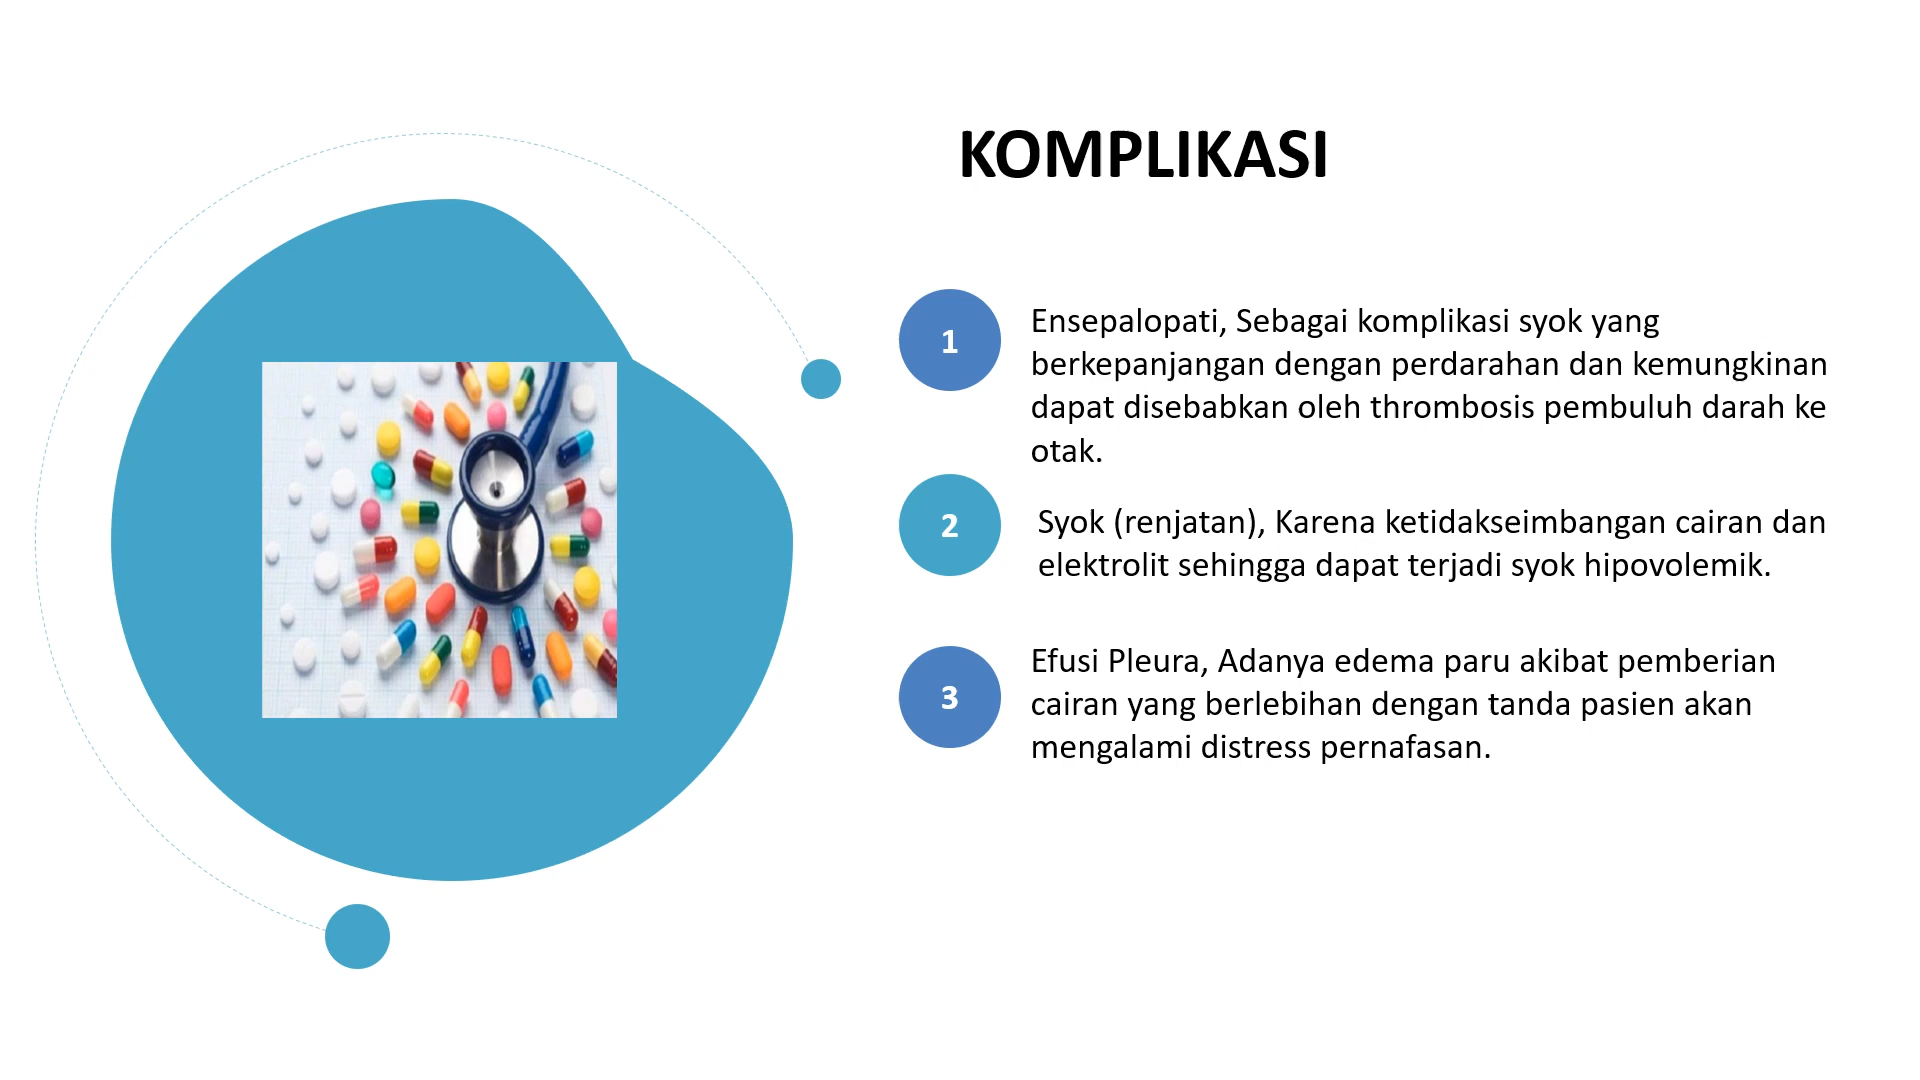 KOMPLIKASI
1
Ensepalopati, Sebagai komplikasi syok yang
berkepanjangan dengan perdarahan dan kemungkinan
dapat disebabkan oleh thrombosis pembuluh darah ke
otak.
2
Syok (renjatan), Karena ketidakseimbangan cairan dan
elektrolit sehingga dapat terjadi syok hipovolemik.
3
Efusi Pleura, Adanya edema paru akibat pemberian
cairan yang berlebihan dengan tanda pasien akan
mengalami distress pernafasan.